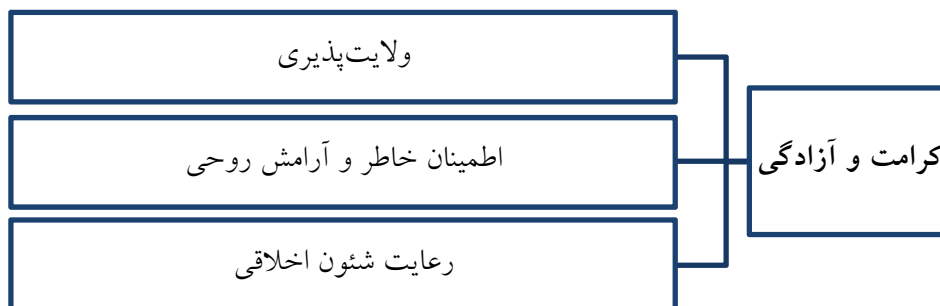 کرامت و آزادگی
ولایت‌پذیری
اطمینان خاطر و آرامش روحی
رعایت شئون اخلاقی